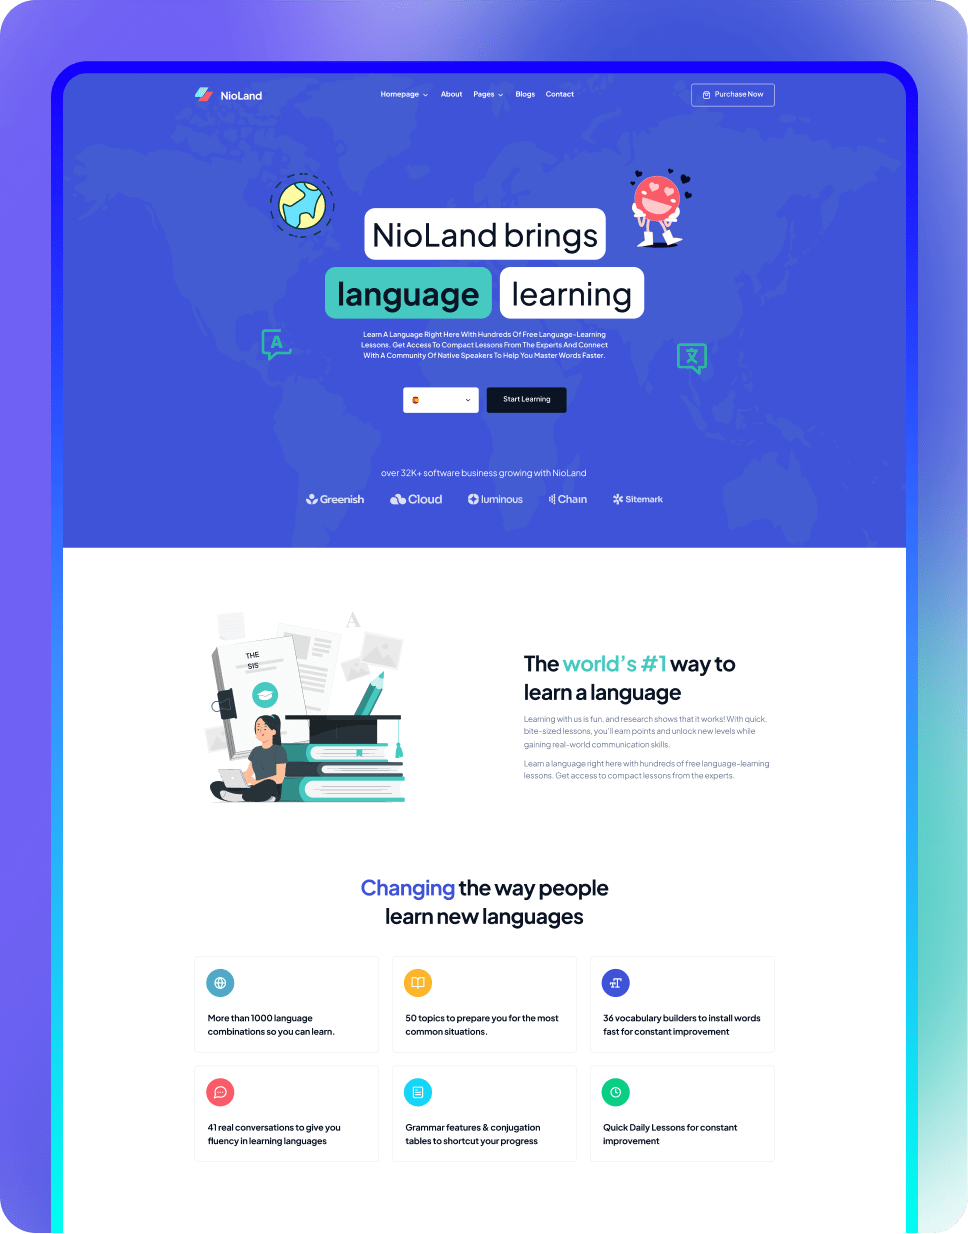 NioLand
Homepage
About
Pages
Blogs
Contact
Purchase Now
NioLand brings
language learning
Learn A Language Right Here With Hundreds Of Free Language-Learning
Lessons. Get Access To Compact Lessons From The Experts And Connect
With A Community Of Native Speakers To Help You Master Words Faster.
A
Start Learning
over 32K+ software business growing with NioLand
Greenish
Cloud
luminous
Chain
Sitemark
A
THE
SIS
The world's #1 way to
learn a language
Learning with us is fun, and research shows that it works! With quick,
bite-sized lessons, you'll earn points and unlock new levels while
gaining real-world communication skills.
Learn a language right here with hundreds of free language-learning
lessons. Get access to compact lessons from the experts.
Changing the way people
learn new languages
More than 1000 language
combinations so you can learn.
50 topics to prepare you for the most
common situations.
36 vocabulary builders to install words
fast for constant improvement
41 real conversations to give you
fluency in learning languages
Grammar features & conjugation
tables to shortcut your progress
Quick Daily Lessons for constant
improvement